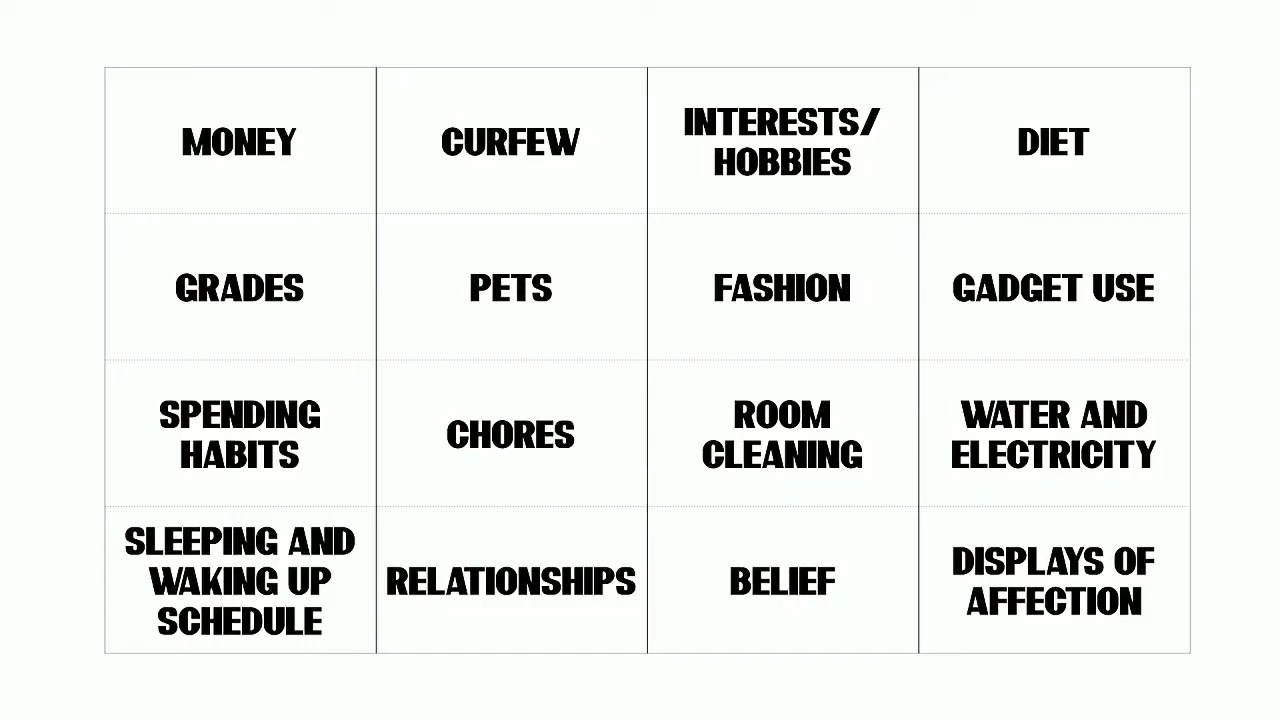 MONEY
CURFEW
INTERESTS/
HOBBIES
DIET
GRADES
PETS
FASHION
GADGET USE
SPENDING
HABITS
CHORES
ROOM
CLEANING
WATER AND
ELECTRICITY
SLEEPING AND
WAKING UP
SCHEDULE
RELATIONSHIPS
BELIEF
DISPLAYS OF
AFFECTION